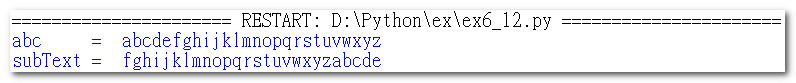 ====================== RESTART: D:\Python\ex\ex6_12.py ======================
abc     =  abcdefghijklmnopqrstuvwxyz
subText =  fghijklmnopqrstuvwxyzabcde